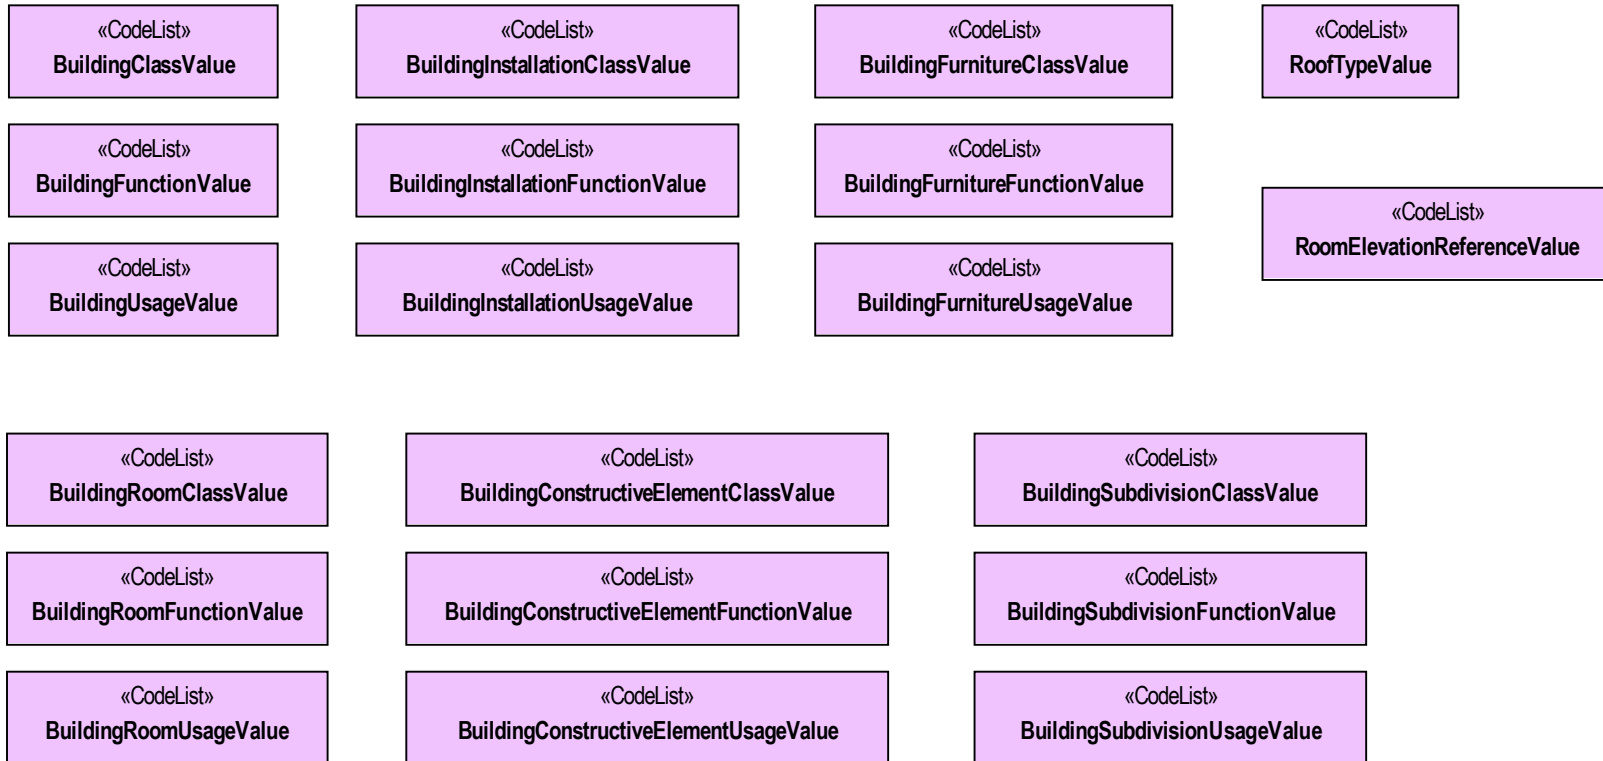 «CodeList»
BuildingClassValue
«CodeList»
BuildingInstallationClassValue
«CodeList»
BuildingFurnitureClassValue
«CodeList»
RoofTypeValue
«CodeList»
BuildingFunctionValue
«CodeList»
BuildingInstallationFunctionValue
«CodeList»
BuildingFurnitureFunctionValue
«CodeList»
RoomElevationReferenceValue
«CodeList»
BuildingUsageValue
«CodeList»
BuildingInstallationUsageValue
«CodeList»
BuildingFurnitureUsageValue
«CodeList»
BuildingRoomClassValue
«CodeList»
BuildingConstructiveElementClassValue
«CodeList»
BuildingSubdivisionClassValue
«CodeList»
BuildingRoomFunctionValue
«CodeList»
BuildingConstructiveElementFunctionValue
«CodeList»
BuildingSubdivisionFunctionValue
«CodeList»
BuildingRoomUsageValue
«CodeList»
BuildingConstructiveElementUsageValue
«CodeList»
BuildingSubdivisionUsageValue